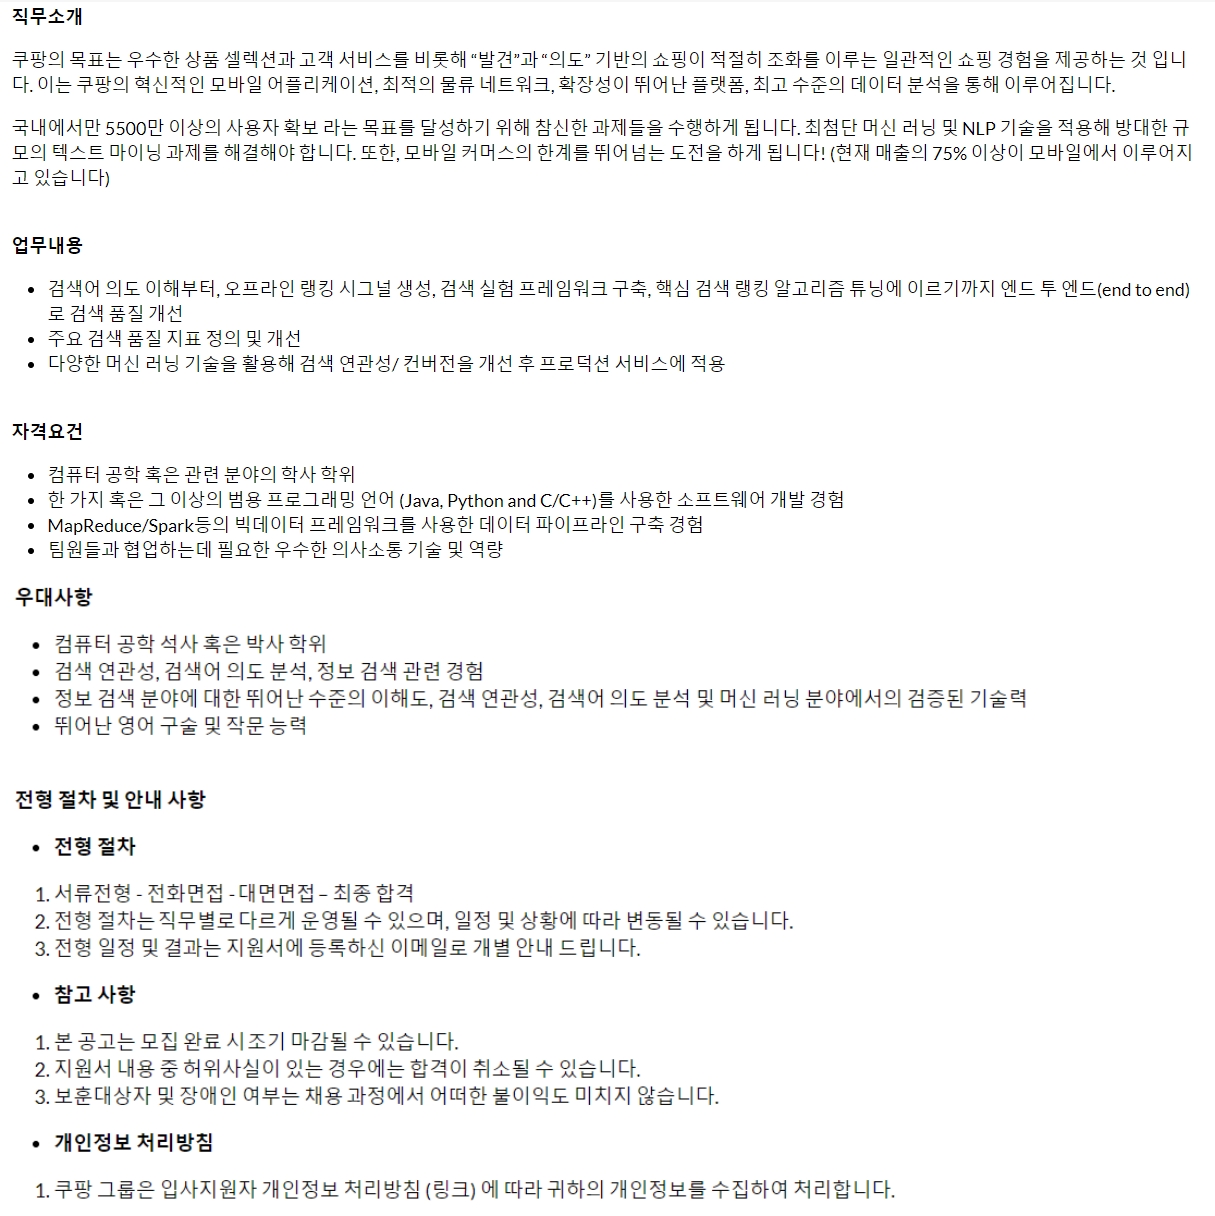 직무소개
쿠팡의 목표는 우수한 상품 셀렉션과 고객 서비스를 비롯해 “발견”과 “의도” 기반의 쇼핑이 적절히 조화를 이루는 일관적인 쇼핑 경험을 제공하는 것 입니
다. 이는 쿠팡의 혁신적인 모바일 어플리케이션, 최적의 물류 네트워크, 확장성이 뛰어난 플랫폼, 최고 수준의 데이터 분석을 통해 이루어집니다.
국내에서만 5500만 이상의 사용자 확보 라는 목표를 달성하기 위해 참신한 과제들을 수행하게 됩니다. 최첨단 머신 러닝 및 NLP 기술을 적용해 방대한 규
모의 텍스트 마이닝 과제를 해결해야 합니다. 또한, 모바일 커머스의 한계를 뛰어넘는 도전을 하게 됩니다! (현재 매출의 75% 이상이 모바일에서 이루어지
고 있습니다)
업무내용
• 검색어 의도 이해부터, 오프라인 랭킹 시그널 생성, 검색 실험 프레임워크 구축, 핵심 검색 랭킹 알고리즘 튜닝에 이르기까지 엔드 투 엔드(end to end)
로 검색 품질 개선
• 주요 검색 품질 지표 정의 및 개선
• 다양한 머신 러닝 기술을 활용해 검색 연관성/ 컨버전을 개선 후 프로덕션 서비스에 적용
자격요건
• 컴퓨터 공학 혹은 관련 분야의 학사 학위
• 한 가지 혹은 그 이상의 범용 프로그래밍 언어 (Java, Python and C/C++)를 사용한 소프트웨어 개발 경험
• MapReduce/Spark등의 빅데이터 프레임워크를 사용한 데이터 파이프라인 구축 경험
• 팀원들과 협업하는데 필요한 우수한 의사소통 기술 및 역량
우대사항
• 컴퓨터 공학 석사 혹은 박사 학위
• 검색 연관성, 검색어 의도 분석, 정보 검색 관련 경험
• 정보 검색 분야에 대한 뛰어난 수준의 이해도, 검색 연관성, 검색어 의도 분석 및 머신 러닝 분야에서의 검증된 기술력
• 뛰어난 영어 구술 및 작문 능력
전형 절차 및 안내 사항
• 전형 절차
1. 서류전형 - 전화면접 - 대면면접 – 최종 합격
2. 전형 절차는 직무별로 다르게 운영될 수 있으며, 일정 및 상황에 따라 변동될 수 있습니다.
3. 전형 일정 및 결과는 지원서에 등록하신 이메일로 개별 안내 드립니다.
• 참고 사항
1. 본 공고는 모집 완료 시 조기 마감될 수 있습니다.
2. 지원서 내용 중 허위사실이 있는 경우에는 합격이 취소될 수 있습니다.
3. 보훈대상자 및 장애인 여부는 채용 과정에서 어떠한 불이익도 미치지 않습니다.
• 개인정보 처리방침
1. 쿠팡 그룹은 입사지원자 개인정보 처리방침 (링크) 에 따라 귀하의 개인정보를 수집하여 처리합니다.